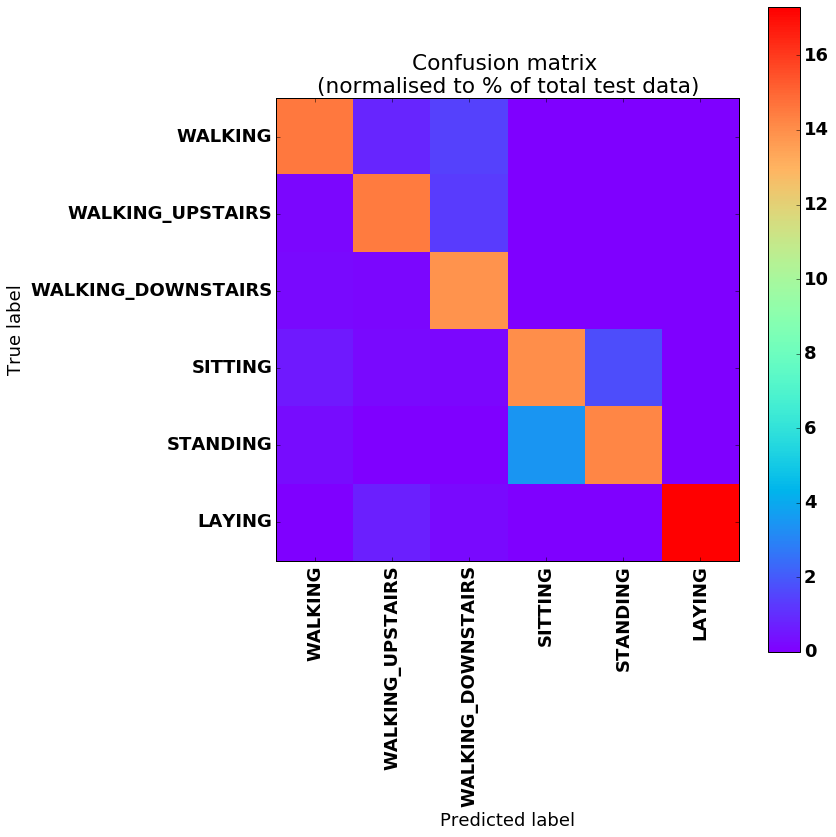 Confusion matrix
(normalised to % of total test data)
True label
WALKING
WALKING_UPSTAIRS
WALKING_DOWNSTAIRS
SITTING
STANDING
LAYING
WALKING
WALKING_UPSTAIRS
WALKING_DOWNSTAIRS
SITTING
STANDING
LAYING
Predicted label
16
14
12
10
8
6
4
2
0